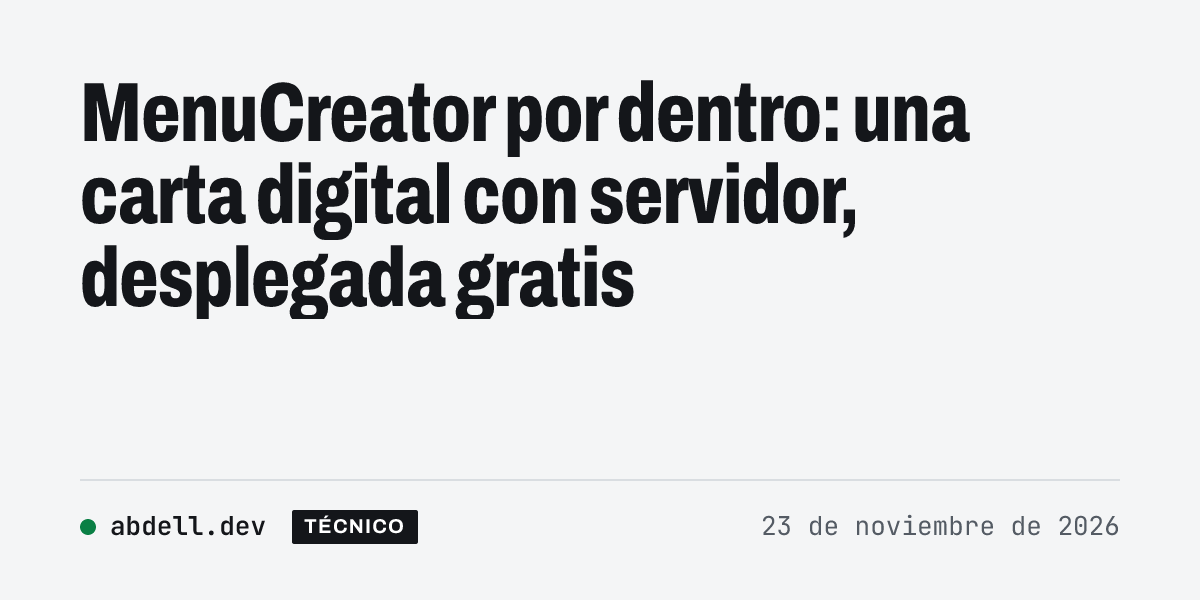 MenuCreator por dentro: una
carta digital con servidor,
desplegada gratis
abdell.dev TÉCNICO 23 de noviembre de 2026